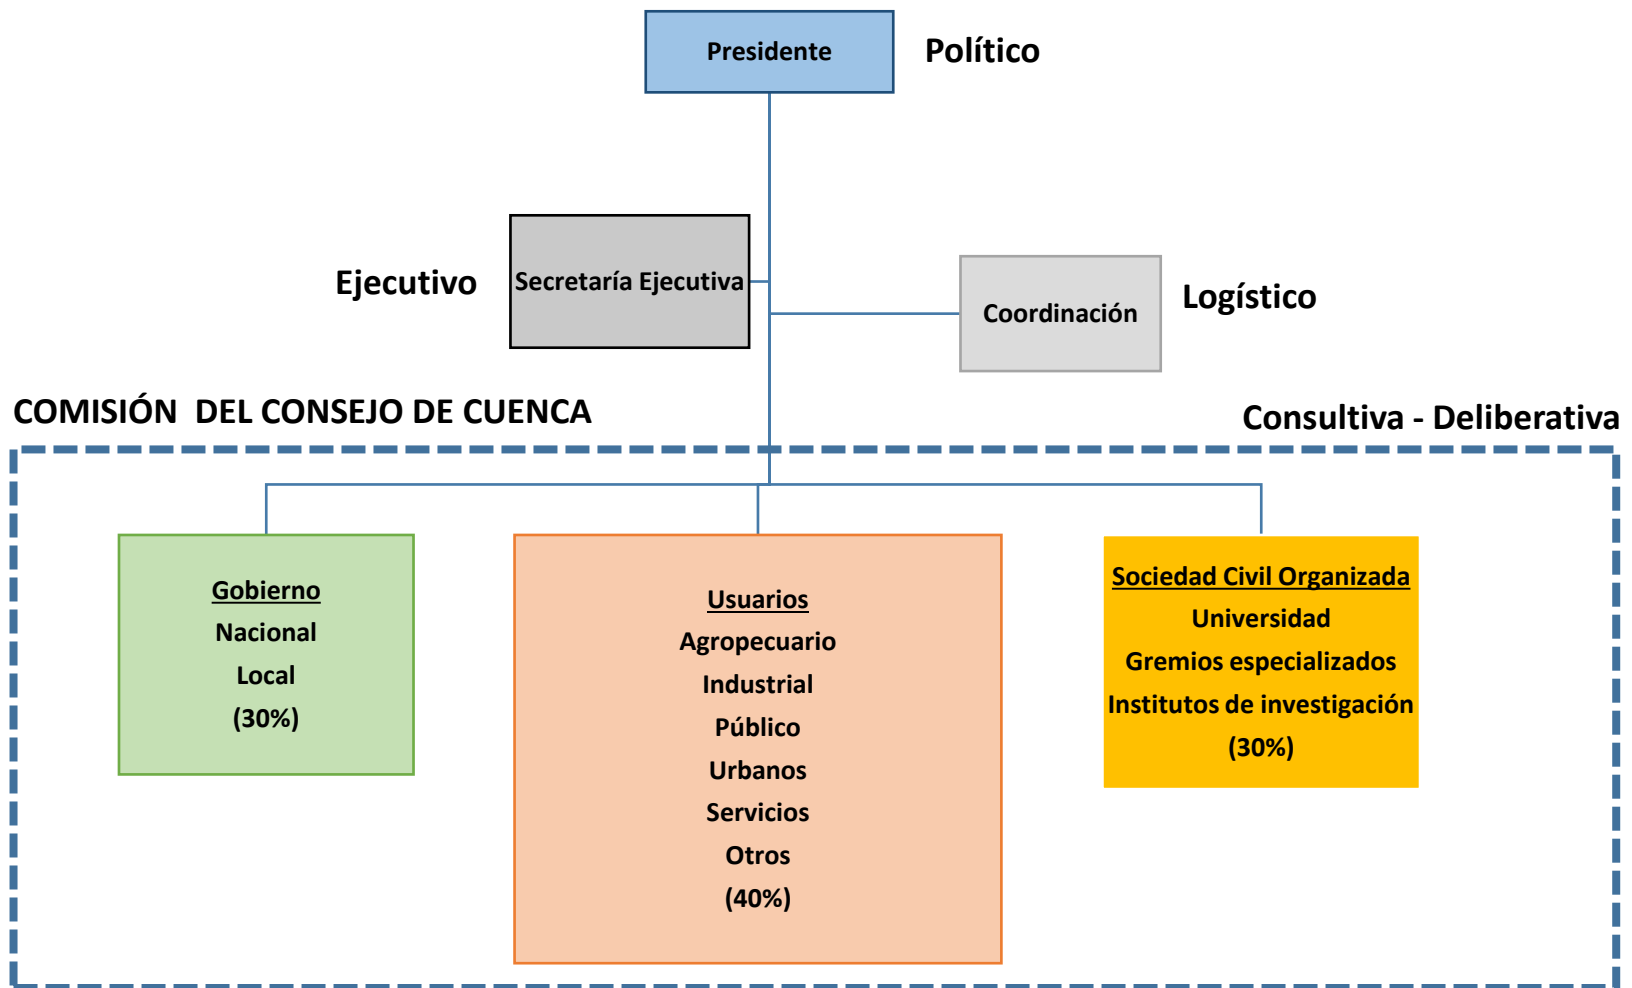 Presidente
Político
Ejecutivo
Secretaría Ejecutiva
Coordinación
Logístico
COMISIÓN DEL CONSEJO DE CUENCA
Consultiva - Deliberativa
Gobierno
Nacional
Local
(30%)
Usuarios
Agropecuario
Industrial
Público
Urbanos
Servicios
Otros
(40%)
Sociedad Civil Organizada
Universidad
Gremios especializados
Institutos de investigación
(30%)